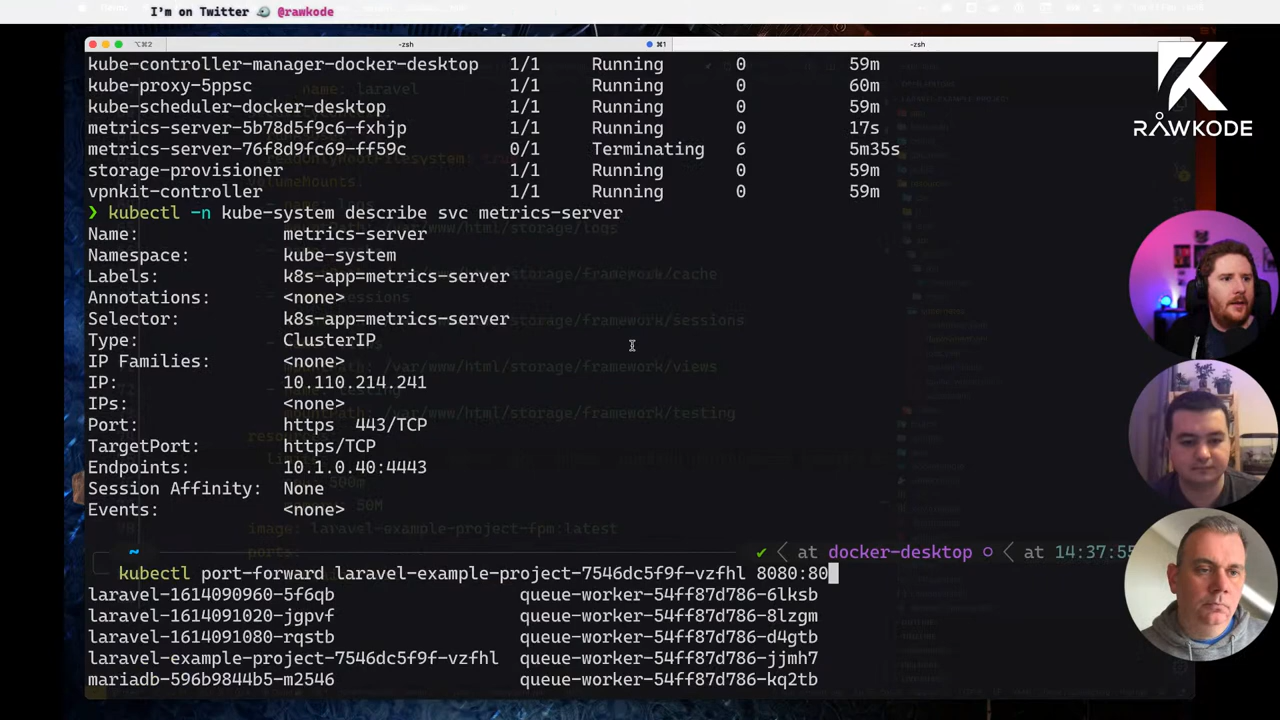 I'm on Twitter @rawkode
⌥⌘2 -zsh ⌘1 -zsh
RAWKODE
kube-controller-manager-docker-desktop 1/1 Running 0 59m
kube-proxy-5ppsc 1/1 Running 0 60m
kube-scheduler-docker-desktop 1/1 Running 0 59m
metrics-server-5b78d5f9c6-fxhjp 1/1 Running 0 17s
metrics-server-76f8d9fc69-ff59c 0/1 Terminating 6 5m35s
storage-provisioner 1/1 Running 0 59m
vpnkit-controller 1/1 Running 0 59m
❯ kubectl -n kube-system describe svc metrics-server
Name: metrics-server
Namespace: kube-system
Labels: k8s-app=metrics-server
Annotations: <none>
Selector: k8s-app=metrics-server
Type: ClusterIP
IP Families: <none>
IP: 10.110.214.241
IPs: <none>
Port: https 443/TCP
TargetPort: https/TCP
Endpoints: 10.1.0.40:4443
Session Affinity: None
Events: <none>
~ ✔ at docker-desktop at 14:37:55
kubectl port-forward laravel-example-project-7546dc5f9f-vzfhl 8080:80
laravel-1614090960-5f6qb queue-worker-54ff87d786-6lksb
laravel-1614091020-jgpvf queue-worker-54ff87d786-8lzgm
laravel-1614091080-rqstb queue-worker-54ff87d786-d4gtb
laravel-example-project-7546dc5f9f-vzfhl queue-worker-54ff87d786-jjmh7
mariadb-596b9844b5-m2546 queue-worker-54ff87d786-kq2tb